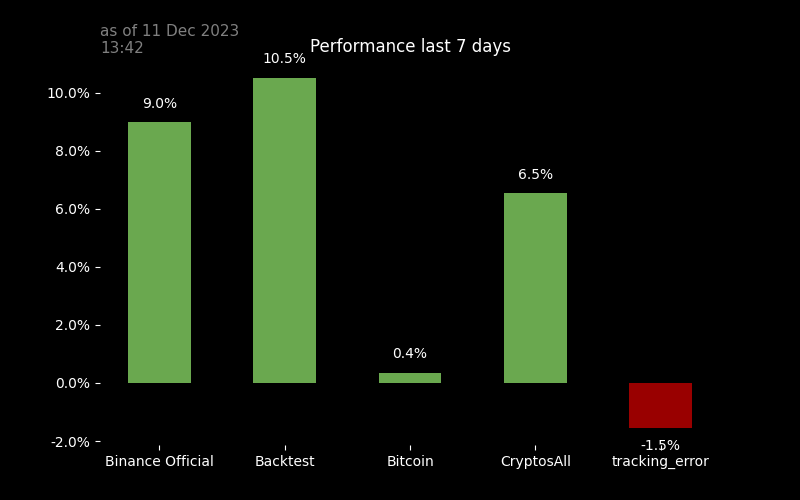 as of 11 Dec 2023
13:42
Performance last 7 days
10.5%
10.0%
9.0%
8.0%
6.5%
6.0%
4.0%
2.0%
0.4%
0.0%
-2.0%
-1.5%
Binance Official
Backtest
Bitcoin
CryptosAll
tracking_error